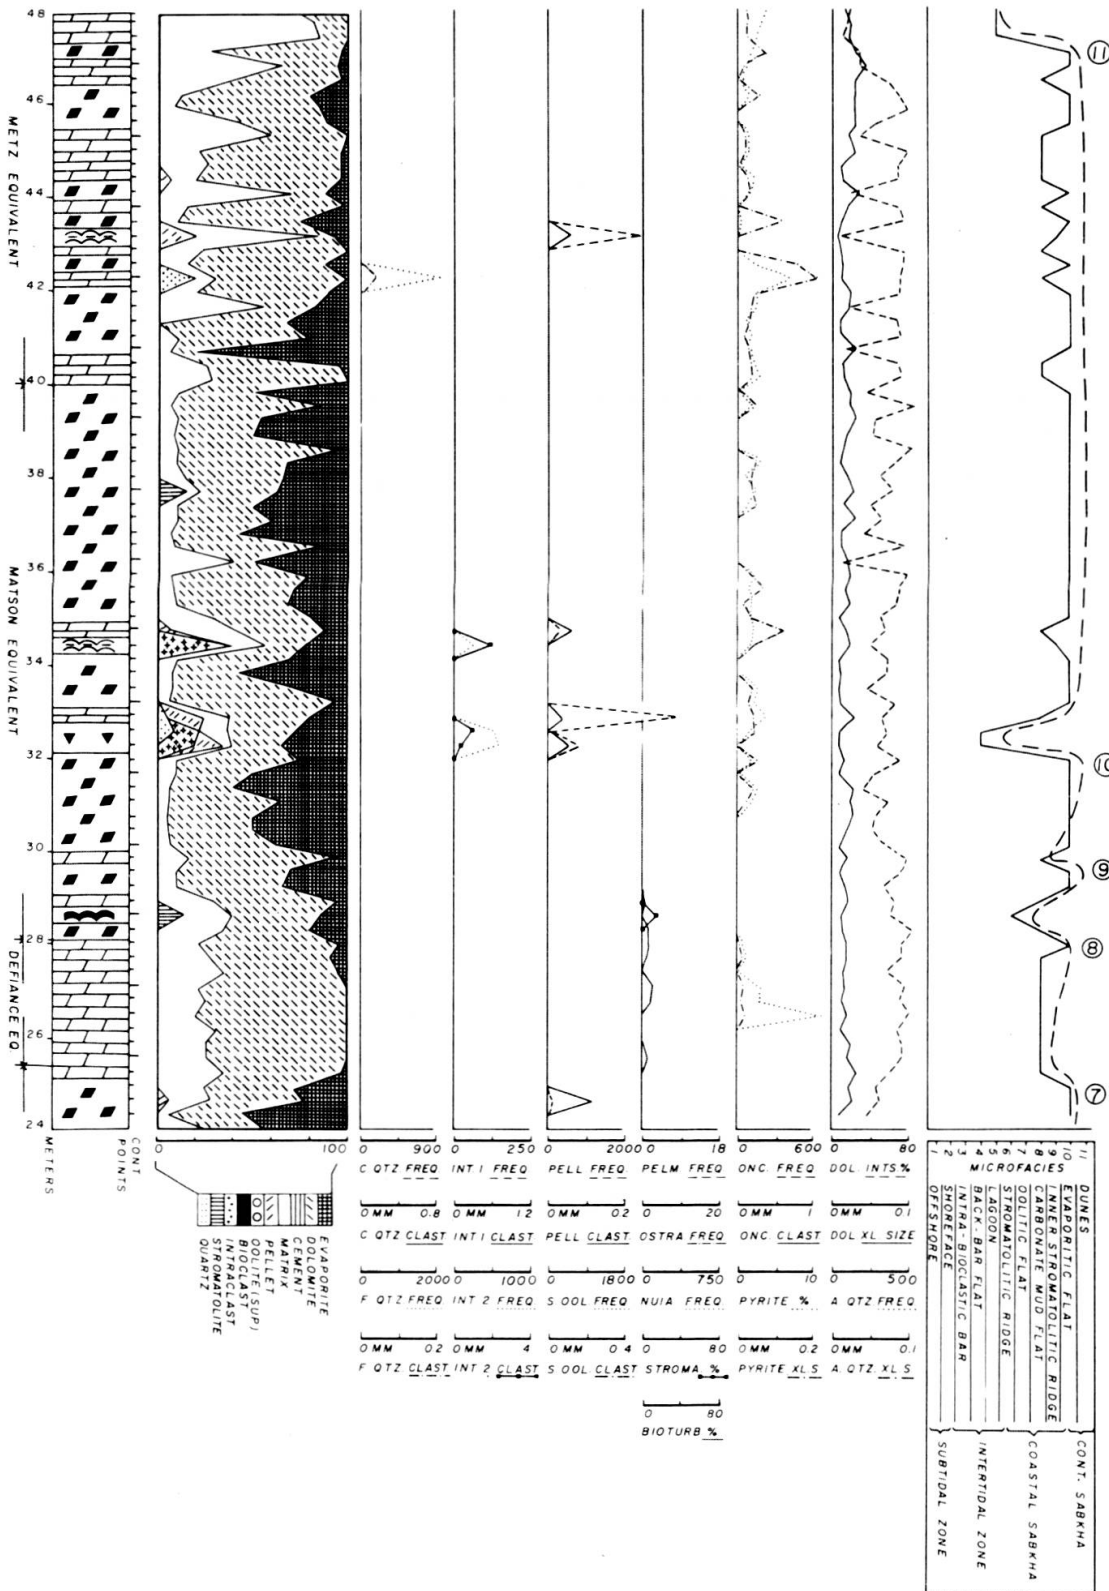 48
46
44
42
40
38
36
34
32
30
28
26
24
METZ EQUIVALENT
MATSON EQUIVALENT
DEFIANCE EQ.
METERS
CONT. POINTS
11
10
9
8
7
0 100
0 900
C QTZ FREQ.
0 MM 0.8
C QTZ CLAST
0 2000
F QTZ FREQ.
0 MM 0.2
F QTZ. CLAST
0 250
INT.1 FREQ
0 MM 12
INT 1 CLAST
0 1000
INT 2 FREQ
0 MM 4
INT 2 CLAST
0 2000
PELL FREQ.
0 MM 0.2
PELL CLAST
0 1800
S OOL FREQ
0 MM 0 4
S OOL. CLAST
0 18
PELM FREQ
0 20
OSTRA FREQ
0 750
NUIA FREQ.
0 80
STROMA. %
0 80
BIOTURB %
0 600
ONC. FREQ
0 MM 1
ONC. CLAST
0 10
PYRITE %
0 MM 0.2
PYRITE XLS
0 80
DOL. INTS %
0 MM 0.1
DOL XL SIZE
0 500
A QTZ FREQ
0 MM 0.1
A. QTZ. XLS
EVAPORITE
DOLOMITE
CEMENT
MATRIX
PELLET
OOLITE (SUP)
BIOCLAST
INTRACLAST
STROMATOLITE
QUARTZ
MICROFACIES
11 DUNES
10 EVAPORITIC FLAT
9 INNER STROMATOLITIC RIDGE
8 CARBONATE MUD FLAT
7 OOLITIC FLAT
6 STROMATOLITIC RIDGE
5 LAGOON
4 BACK-BAR FLAT
3 INTRA-BIOCLASTIC BAR
2 SHOREFACE
1 OFFSHORE
CONT. SABKHA
COASTAL SABKHA
INTERTIDAL ZONE
SUBTIDAL ZONE